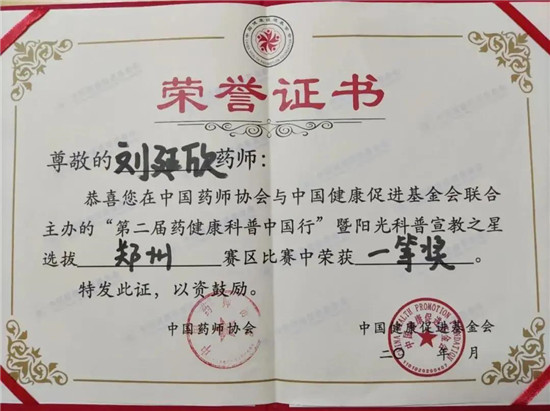 荣誉证书
尊敬的刘廷欣药师：
恭喜您在中国药师协会与中国健康促进基金会联合
主办的“第二届药健康科普中国行”暨阳光科普宣教之星
选拔郑州赛区比赛中荣获一等奖。
特发此证，以资鼓励。
中国药师协会
中国健康促进基金会
二〇 年 月